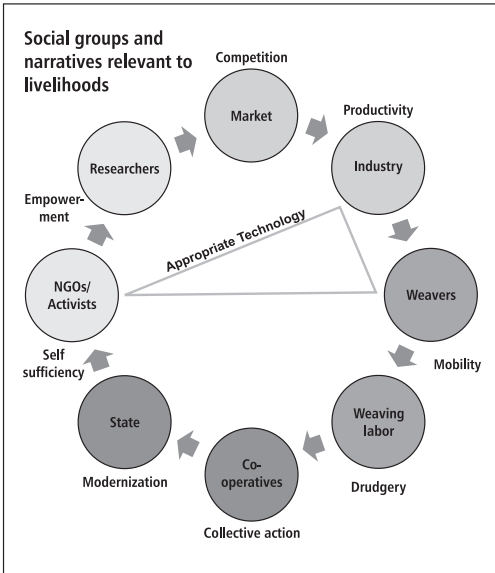 Social groups and
narratives relevant to
livelihoods
Competition
Market
Productivity
Industry
Researchers
Empower-
ment
Appropriate Technology
NGOs/
Activists
Weavers
Self
sufficiency
Mobility
State
Weaving
labor
Modernization
Co-
operatives
Drudgery
Collective action